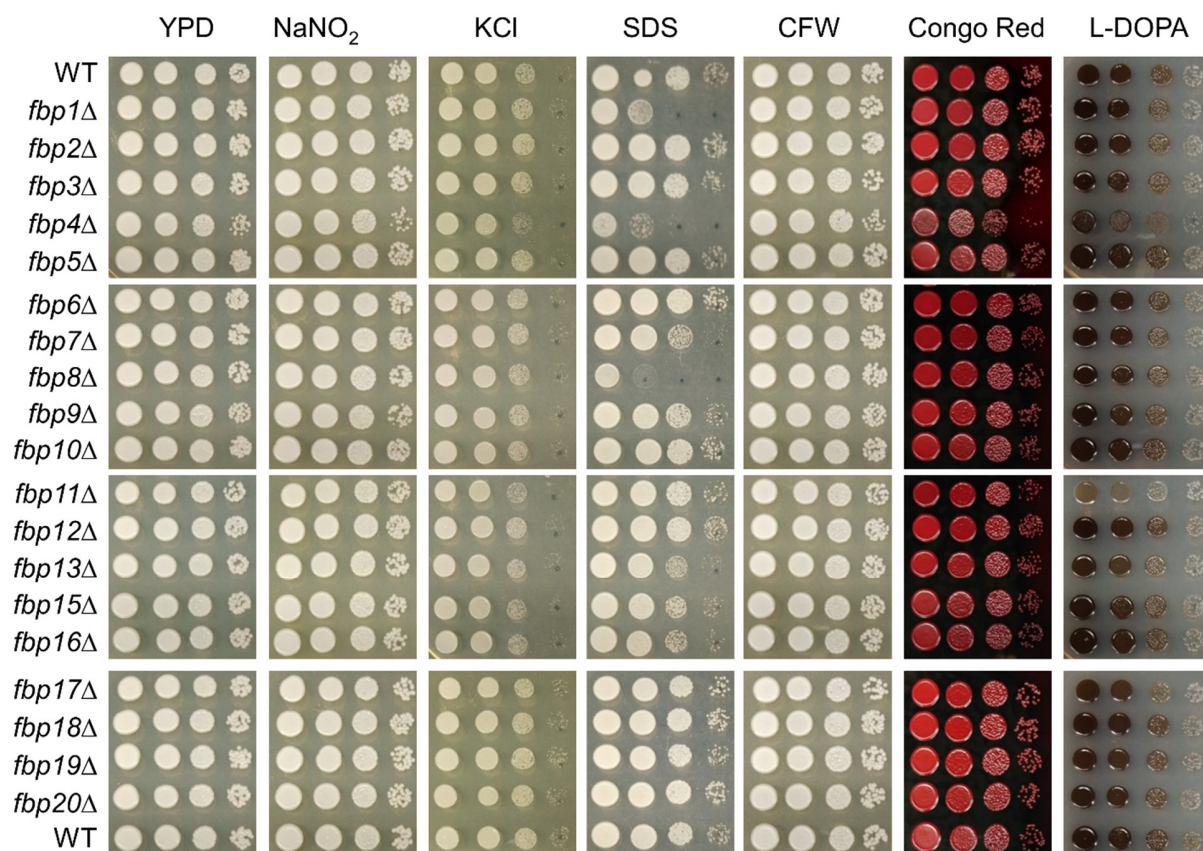 YPD NaNO₂ KCl SDS CFW Congo Red L-DOPA
WT
fbp1Δ
fbp2Δ
fbp3Δ
fbp4Δ
fbp5Δ
fbp6Δ
fbp7Δ
fbp8Δ
fbp9Δ
fbp10Δ
fbp11Δ
fbp12Δ
fbp13Δ
fbp15Δ
fbp16Δ
fbp17Δ
fbp18Δ
fbp19Δ
fbp20Δ
WT